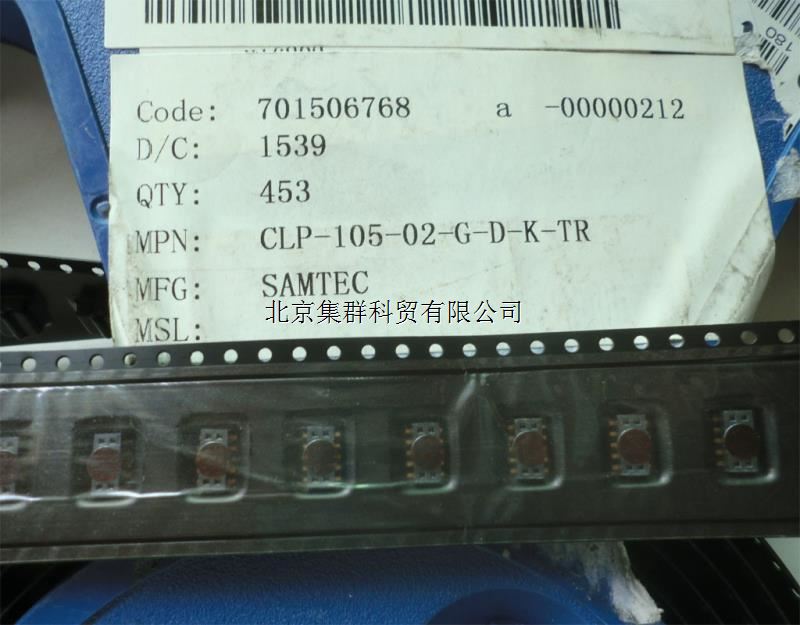 180
Code: 701506768 a -00000212
D/C: 1539
QTY: 453
MPN: CLP-105-02-G-D-K-TR
MFG: SAMTEC
北京集群科贸有限公司
MSL: